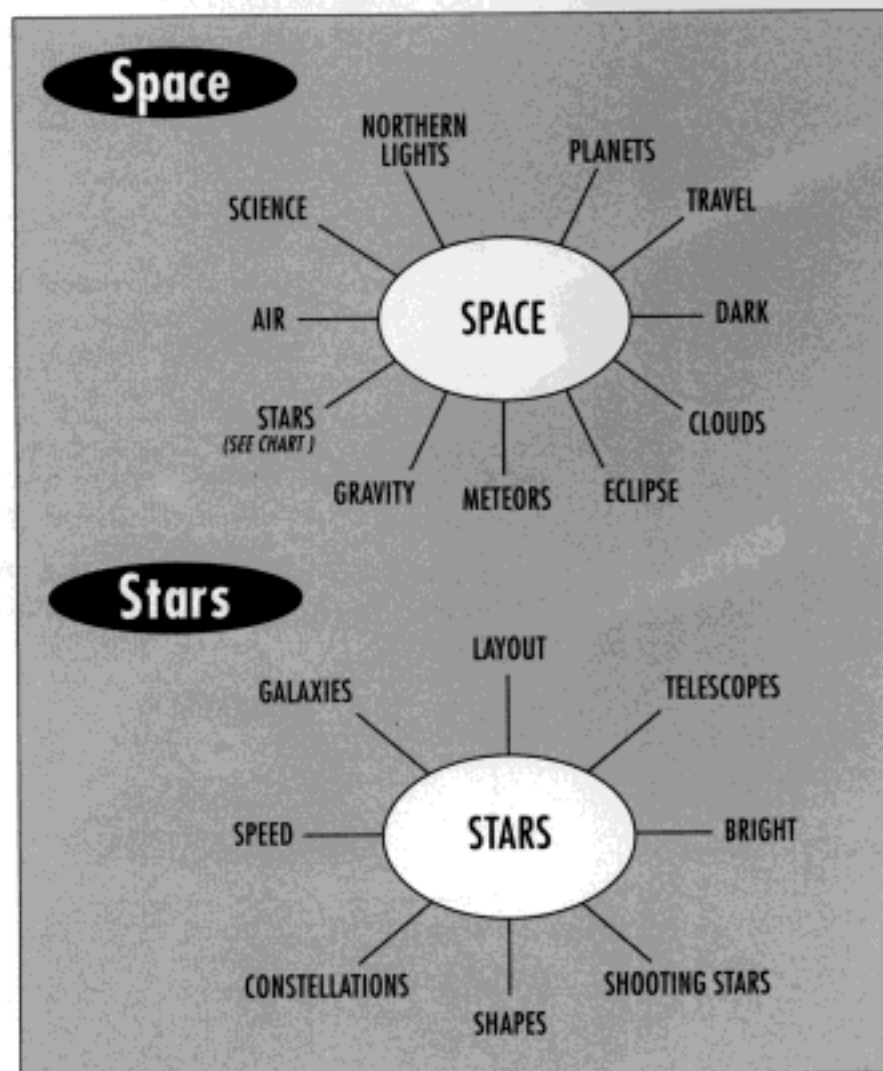 Space
NORTHERN
LIGHTS
PLANETS
SCIENCE
TRAVEL
AIR
SPACE
DARK
STARS
(SEE CHART )
CLOUDS
GRAVITY
METEORS
ECLIPSE
Stars
LAYOUT
GALAXIES
TELESCOPES
SPEED
STARS
BRIGHT
CONSTELLATIONS
SHOOTING STARS
SHAPES